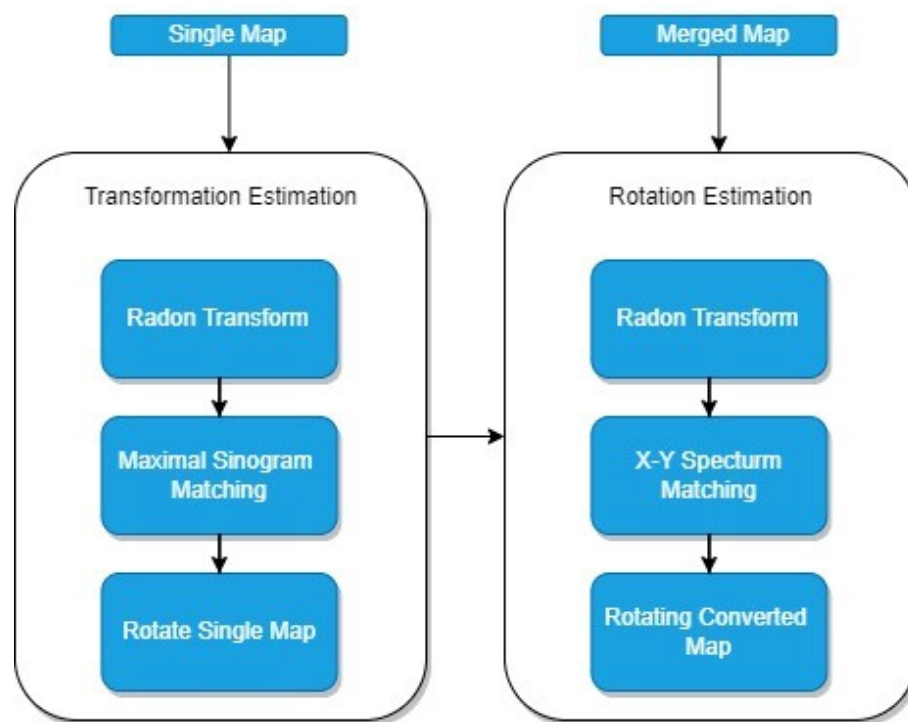 Single Map
Transformation Estimation
Radon Transform
Maximal Sinogram
Matching
Rotate Single Map
Merged Map
Rotation Estimation
Radon Transform
X-Y Specturm
Matching
Rotating Converted
Map